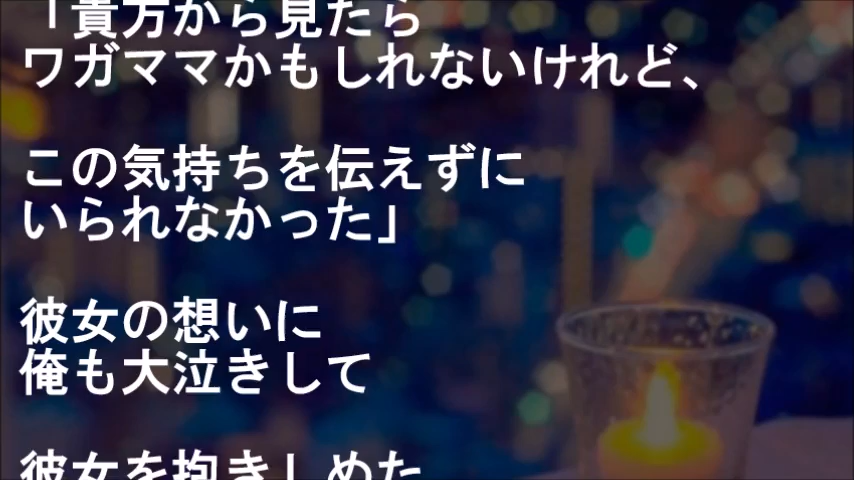 「貴方から見たら
ワガママかもしれないけれど、
この気持ちを伝えずに
いられなかった」
彼女の想いに
俺も大泣きして
彼女を抱きしめた